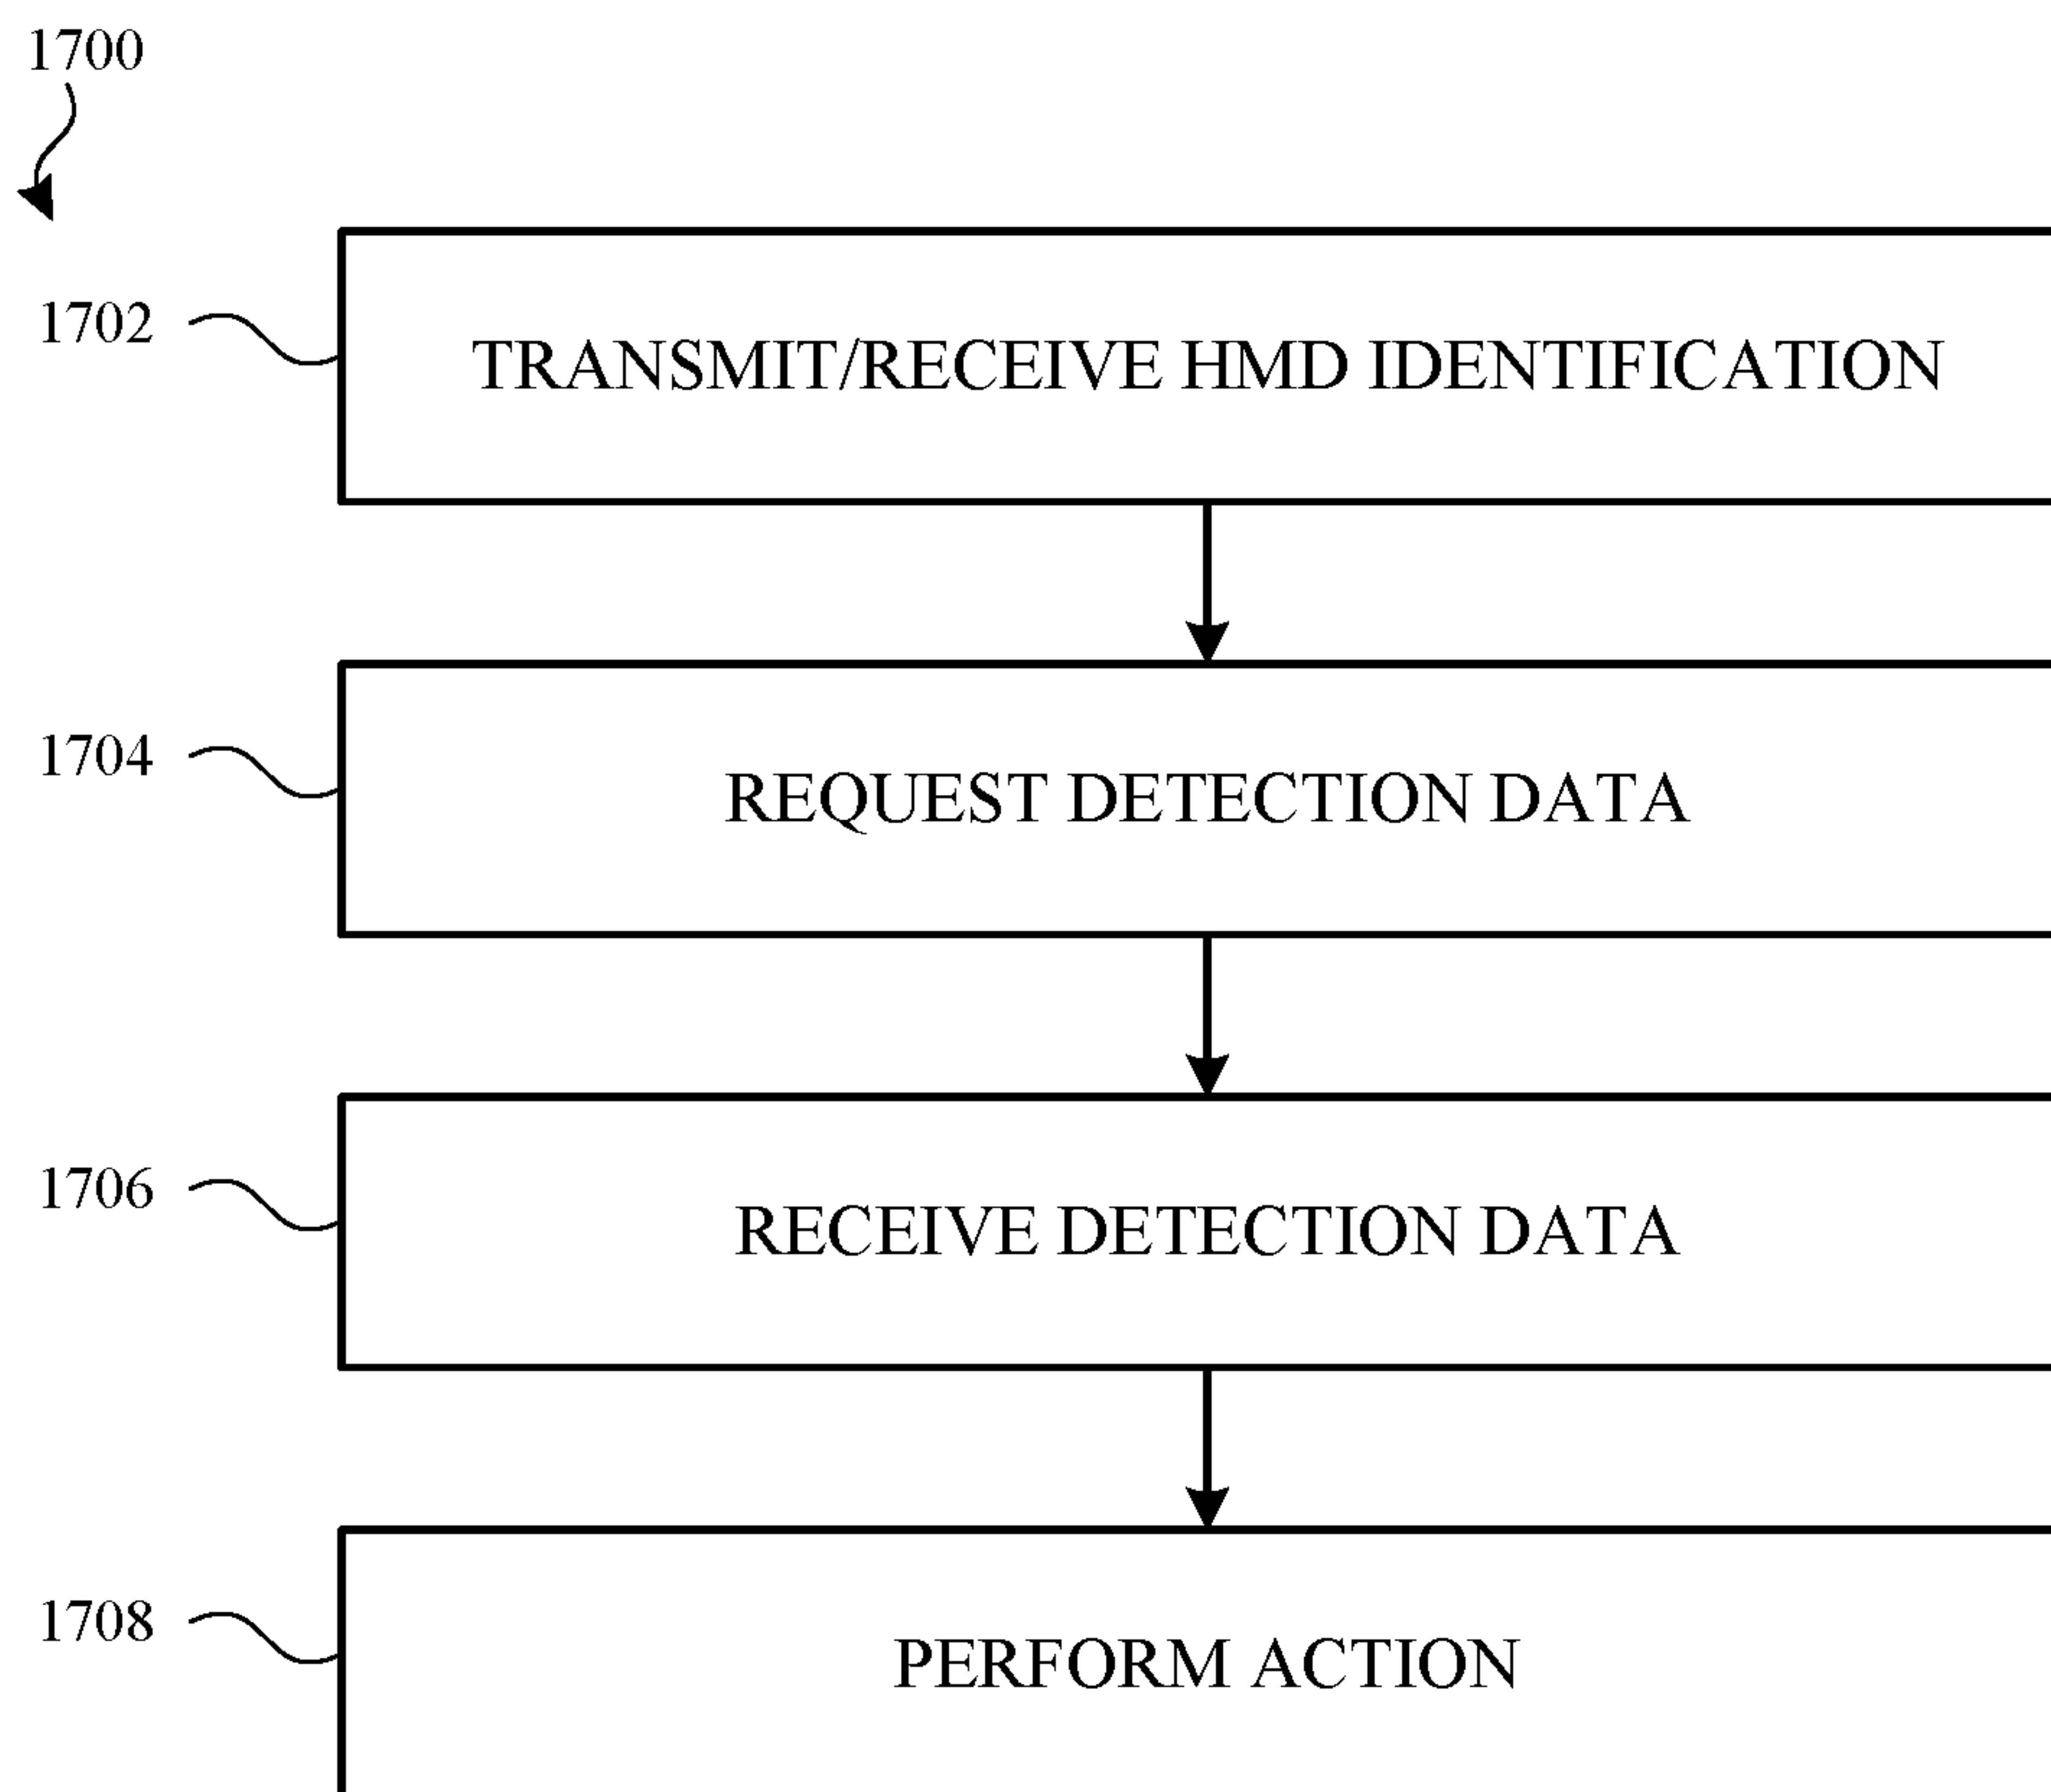 1700
1702
TRANSMIT/RECEIVE HMD IDENTIFICATION
1704
REQUEST DETECTION DATA
1706
RECEIVE DETECTION DATA
1708
PERFORM ACTION